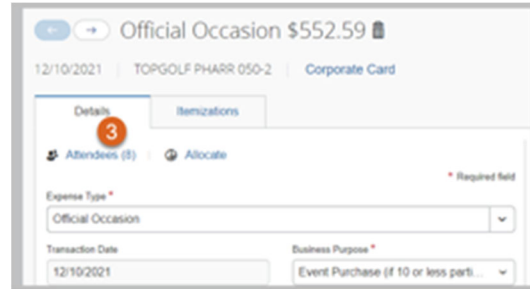 Official Occasion $552.59
12/10/2021 | TOPGOLF PHARR 050-2 | Corporate Card
Details Itemizations
3
Attendees (8) | Allocate
* Required field
Expense Type *
Official Occasion
Transaction Date Business Purpose *
12/10/2021 Event Purchase (if 10 or less parti...